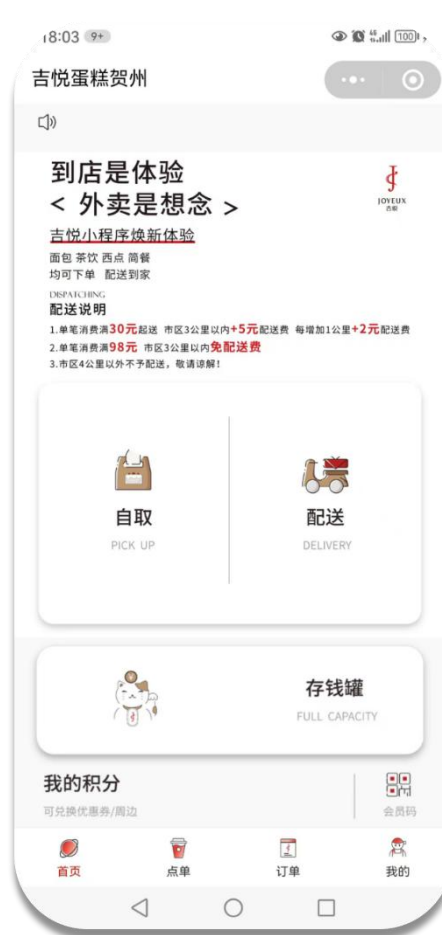 18:03 9+ 100
吉悦蛋糕贺州
到店是体验
JOYEUX
吉悦
< 外卖是想念 >
吉悦小程序焕新体验
面包 茶饮 西点 简餐
均可下单 配送到家
DISPATCHING
配送说明
1.单笔消费满30元起送 市区3公里以内+5元配送费 每增加1公里+2元配送费
2.单笔消费满98元 市区3公里以内免配送费
3.市区4公里以外不予配送，敬请谅解！
自取
PICK UP
配送
DELIVERY
存钱罐
FULL CAPACITY
我的积分
可兑换优惠券/周边
会员码
首页 点单 订单 我的